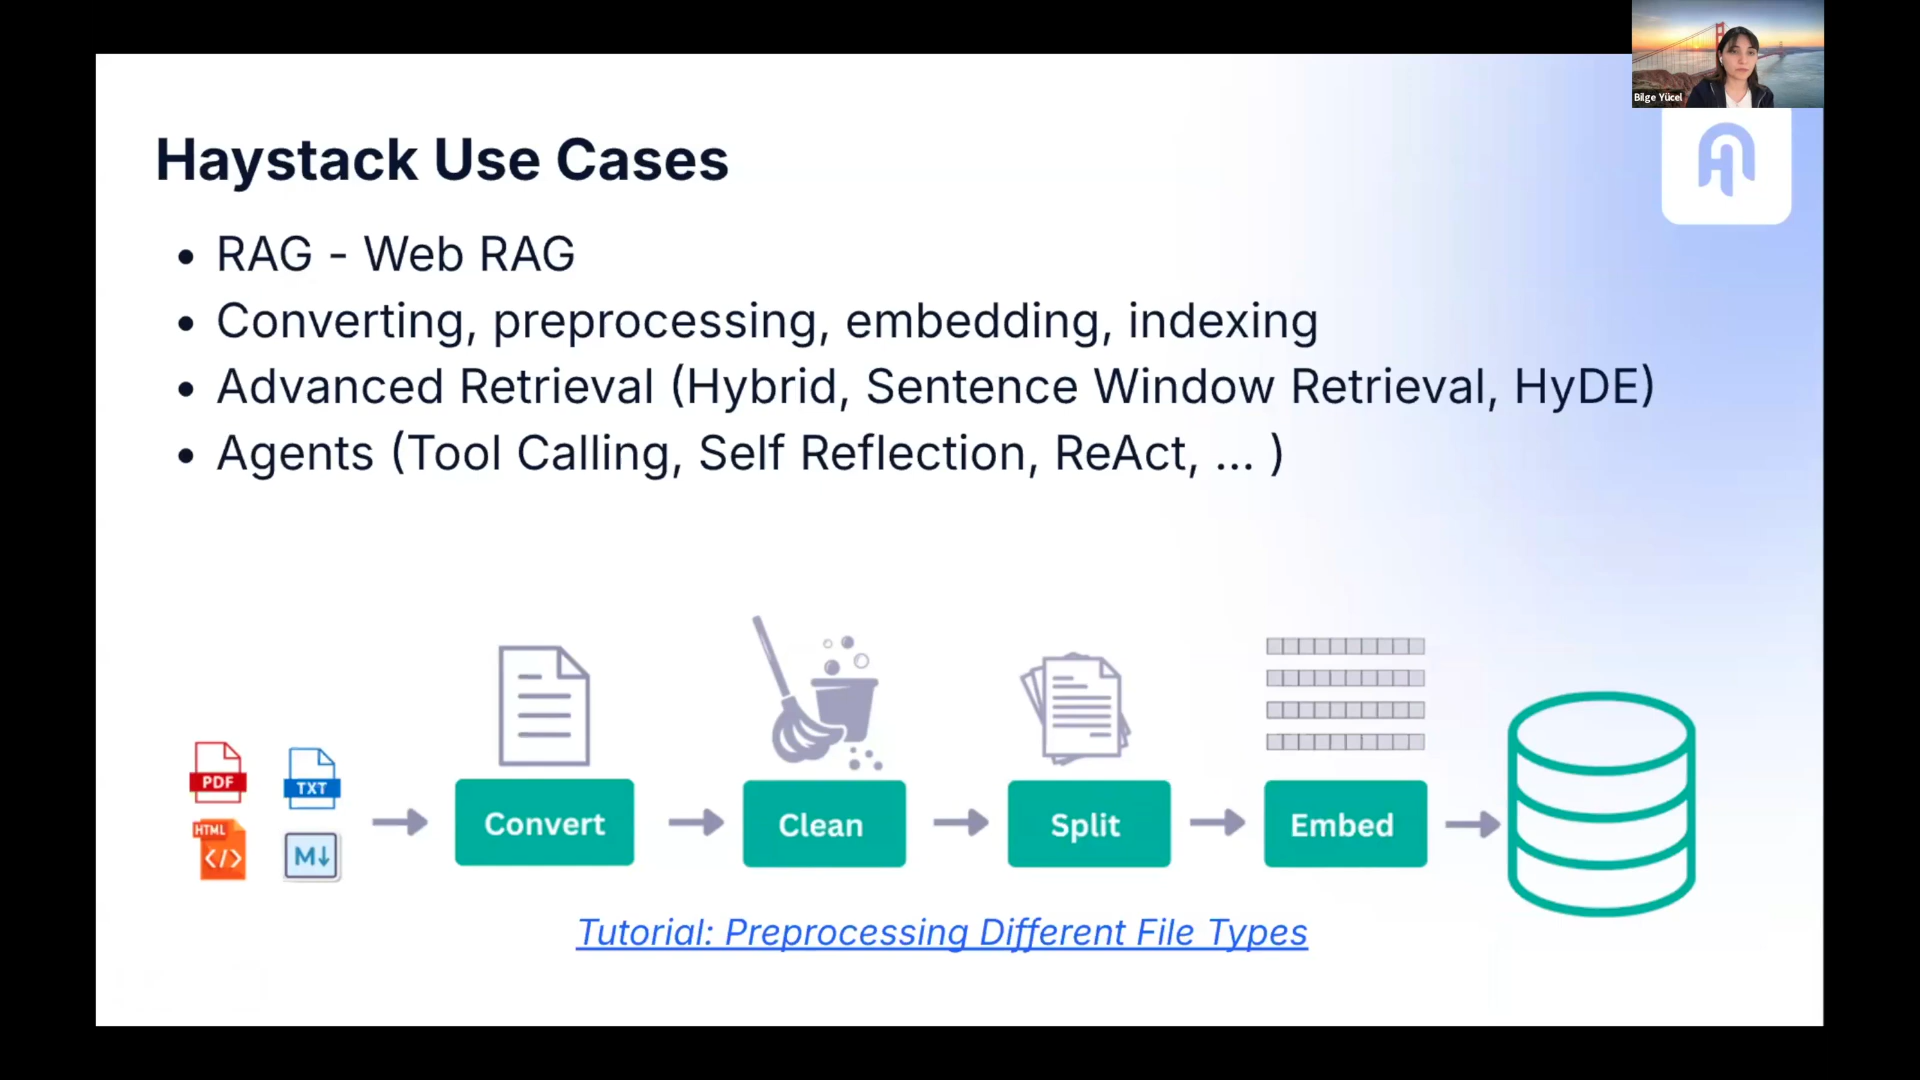 Bilge Yücel
Haystack Use Cases
• RAG - Web RAG
• Converting, preprocessing, embedding, indexing
• Advanced Retrieval (Hybrid, Sentence Window Retrieval, HyDE)
• Agents (Tool Calling, Self Reflection, ReAct, ... )
PDF
TXT
HTML
</>
M↓
Convert
Clean
Split
Embed
Tutorial: Preprocessing Different File Types